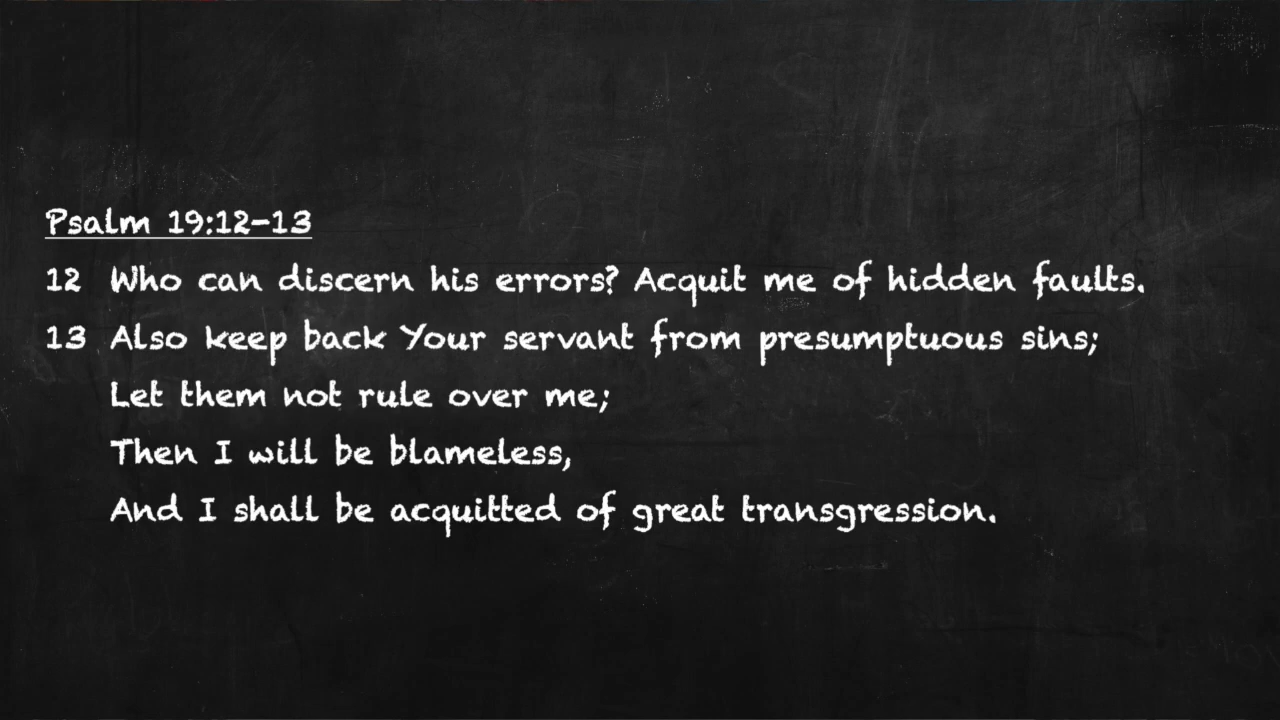 Psalm 19:12-13
12 Who can discern his errors? Acquit me of hidden faults.
13 Also keep back Your servant from presumptuous sins;
Let them not rule over me;
Then I will be blameless,
And I shall be acquitted of great transgression.